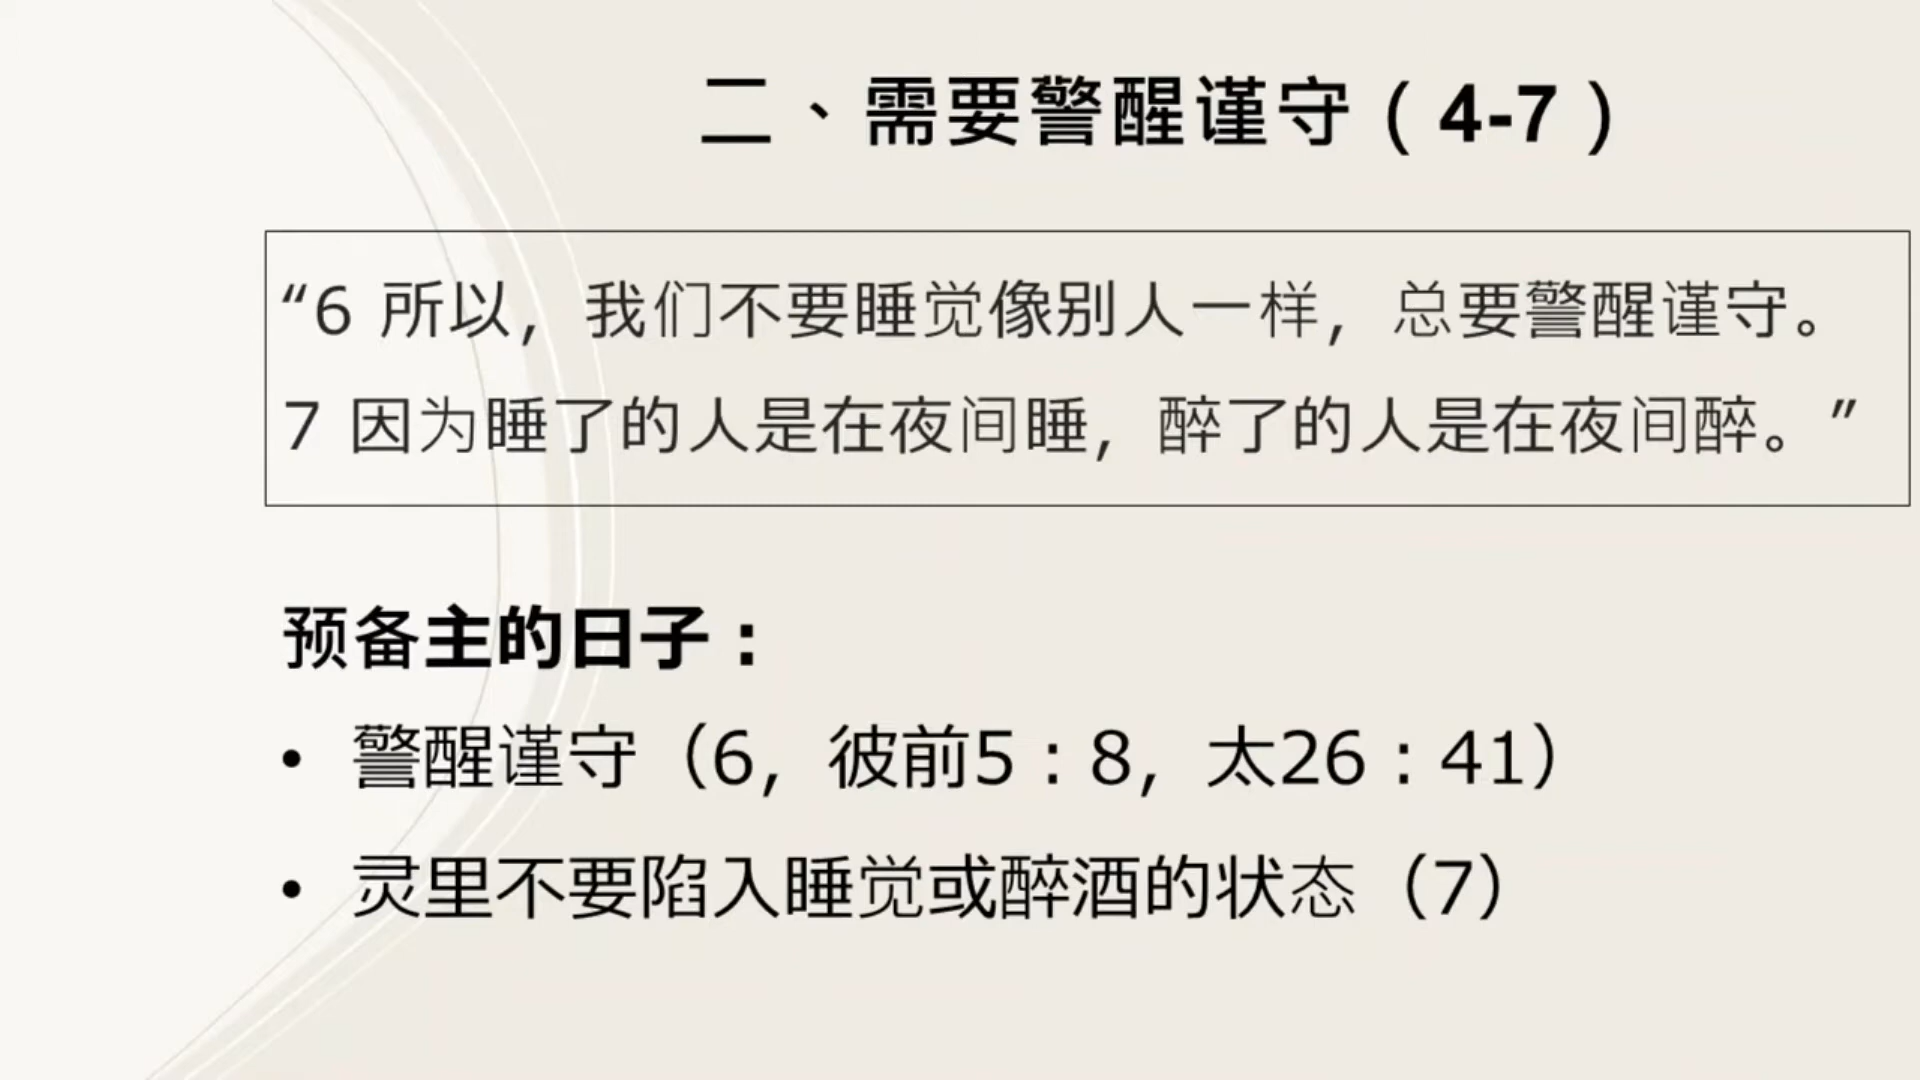 二、需要警醒谨守（4-7）
“6 所以，我们不要睡觉像别人一样，总要警醒谨守。
7 因为睡了的人是在夜间睡，醉了的人是在夜间醉。”
预备主的日子：
• 警醒谨守（6，彼前5：8，太26：41）
• 灵里不要陷入睡觉或醉酒的状态（7）